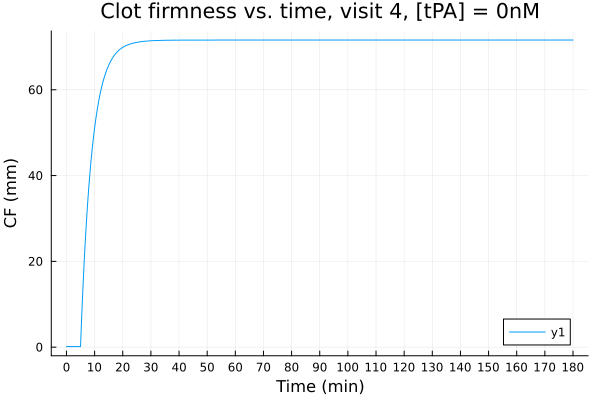 Clot firmness vs. time, visit 4, [tPA] = 0nM
CF (mm)
60
40
20
0
y1
0 10 20 30 40 50 60 70 80 90 100 110 120 130 140 150 160 170 180
Time (min)